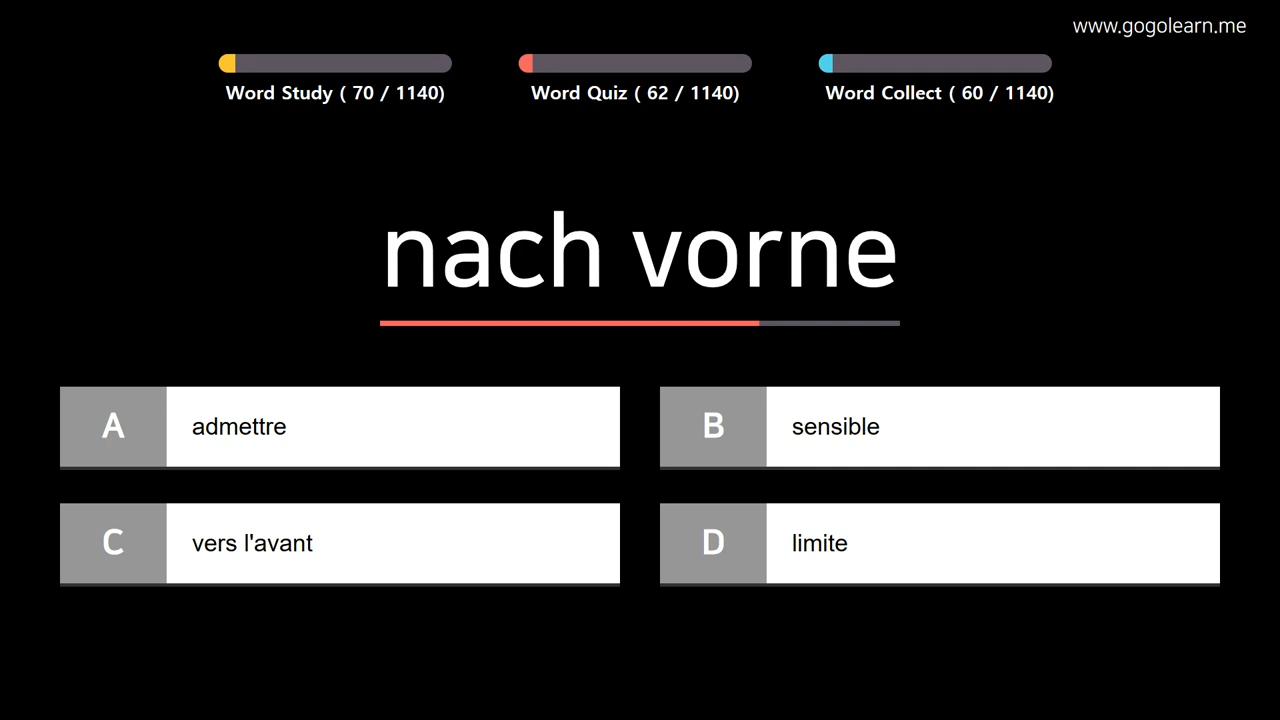 www.gogolearn.me
Word Study ( 70 / 1140)
Word Quiz ( 62 / 1140)
Word Collect ( 60 / 1140)
nach vorne
A admettre
B sensible
C vers l'avant
D limite